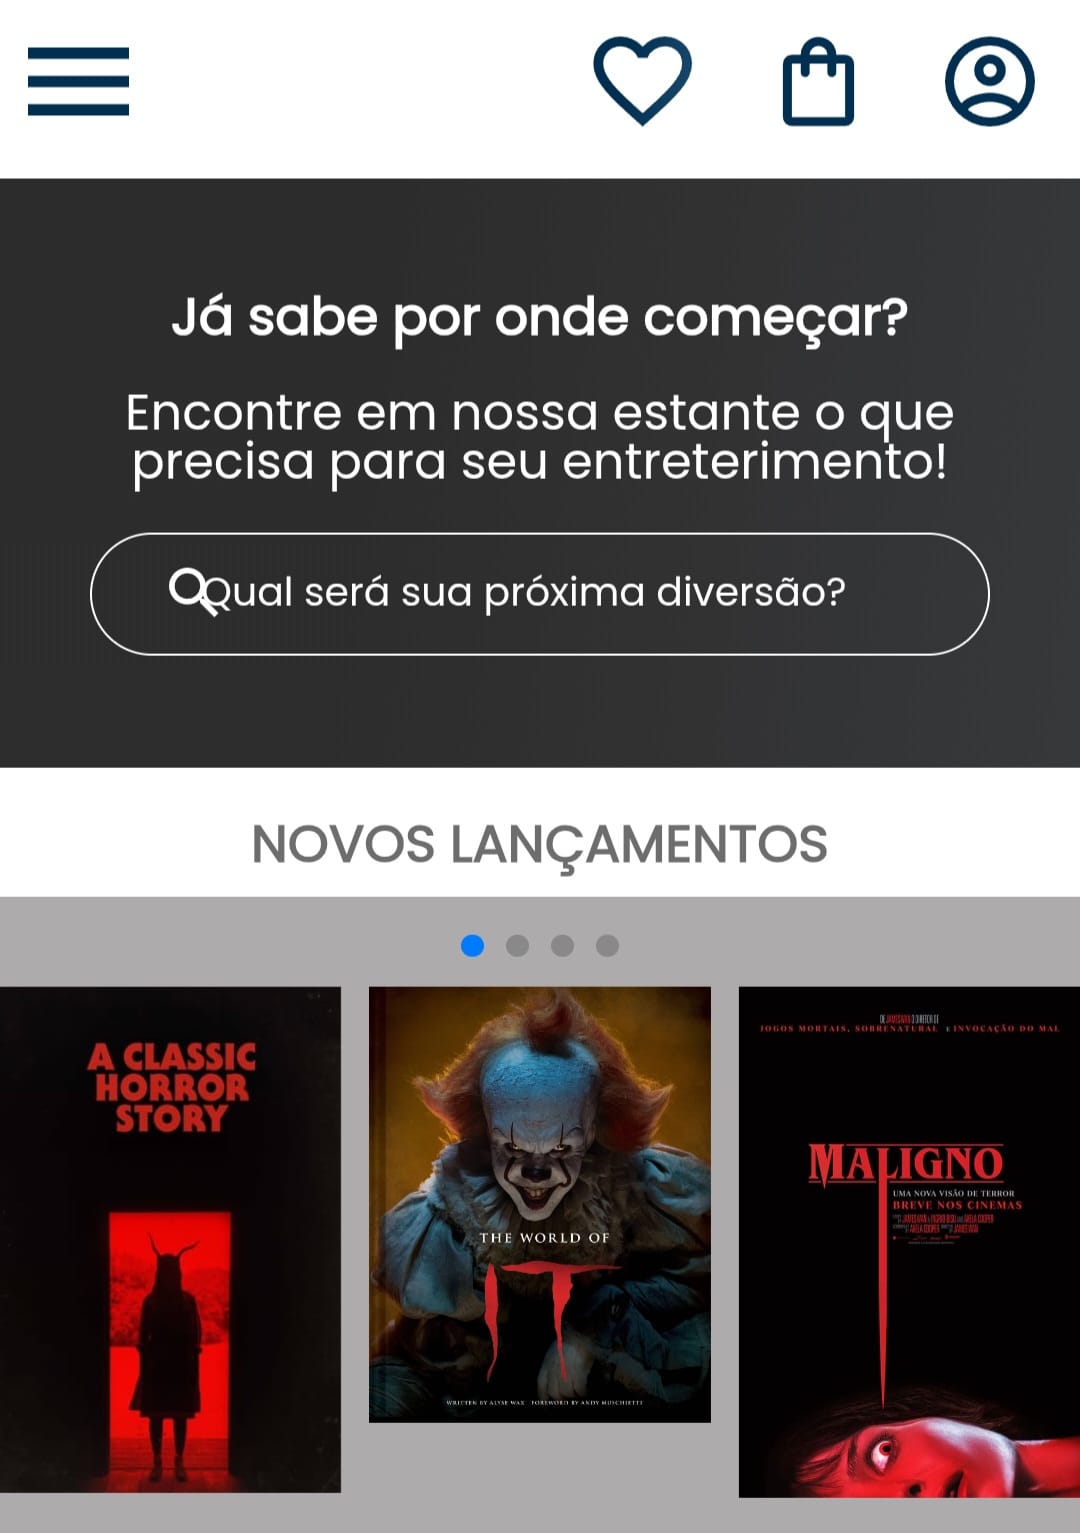 Já sabe por onde começar?
Encontre em nossa estante o que
precisa para seu entreterimento!
Qual será sua próxima diversão?
NOVOS LANÇAMENTOS
A CLASSIC
HORROR
STORY
THE WORLD OF
IT
WRITTEN BY ALYSE WAX FOREWORD BY ANDY MUSCHIETTI
DE JAMES WAN O DIRETOR DE
JOGOS MORTAIS, SOBRENATURAL E INVOCAÇÃO DO MAL
MALIGNO
UMA NOVA VISÃO DE TERROR
BREVE NOS CINEMAS